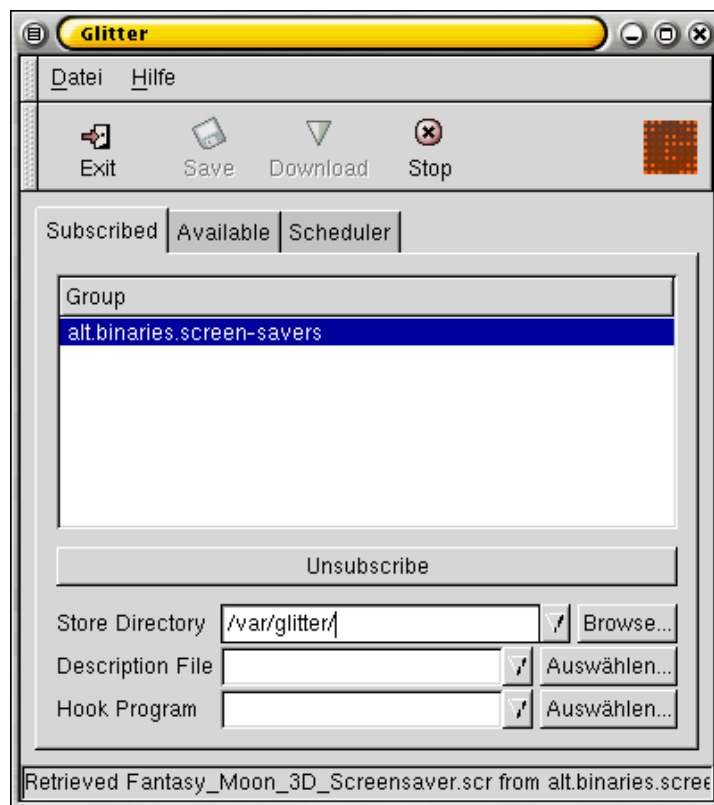 Glitter
Datei Hilfe
Exit Save Download Stop
Subscribed Available Scheduler
Group
alt.binaries.screen-savers
Unsubscribe
Store Directory /var/glitter/ Browse...
Description File Auswählen...
Hook Program Auswählen...
Retrieved Fantasy_Moon_3D_Screensaver.scr from alt.binaries.scree